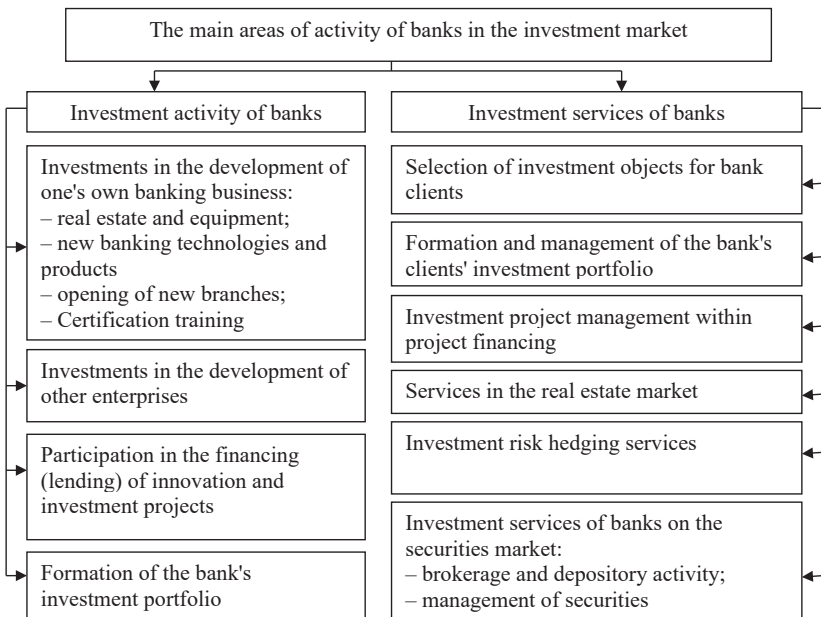 The main areas of activity of banks in the investment market
Investment activity of banks
Investments in the development of
one's own banking business:
– real estate and equipment;
– new banking technologies and
products
– opening of new branches;
– Certification training
Investments in the development of
other enterprises
Participation in the financing
(lending) of innovation and
investment projects
Formation of the bank's
investment portfolio
Investment services of banks
Selection of investment objects for bank
clients
Formation and management of the bank's
clients' investment portfolio
Investment project management within
project financing
Services in the real estate market
Investment risk hedging services
Investment services of banks on the
securities market:
– brokerage and depository activity;
– management of securities